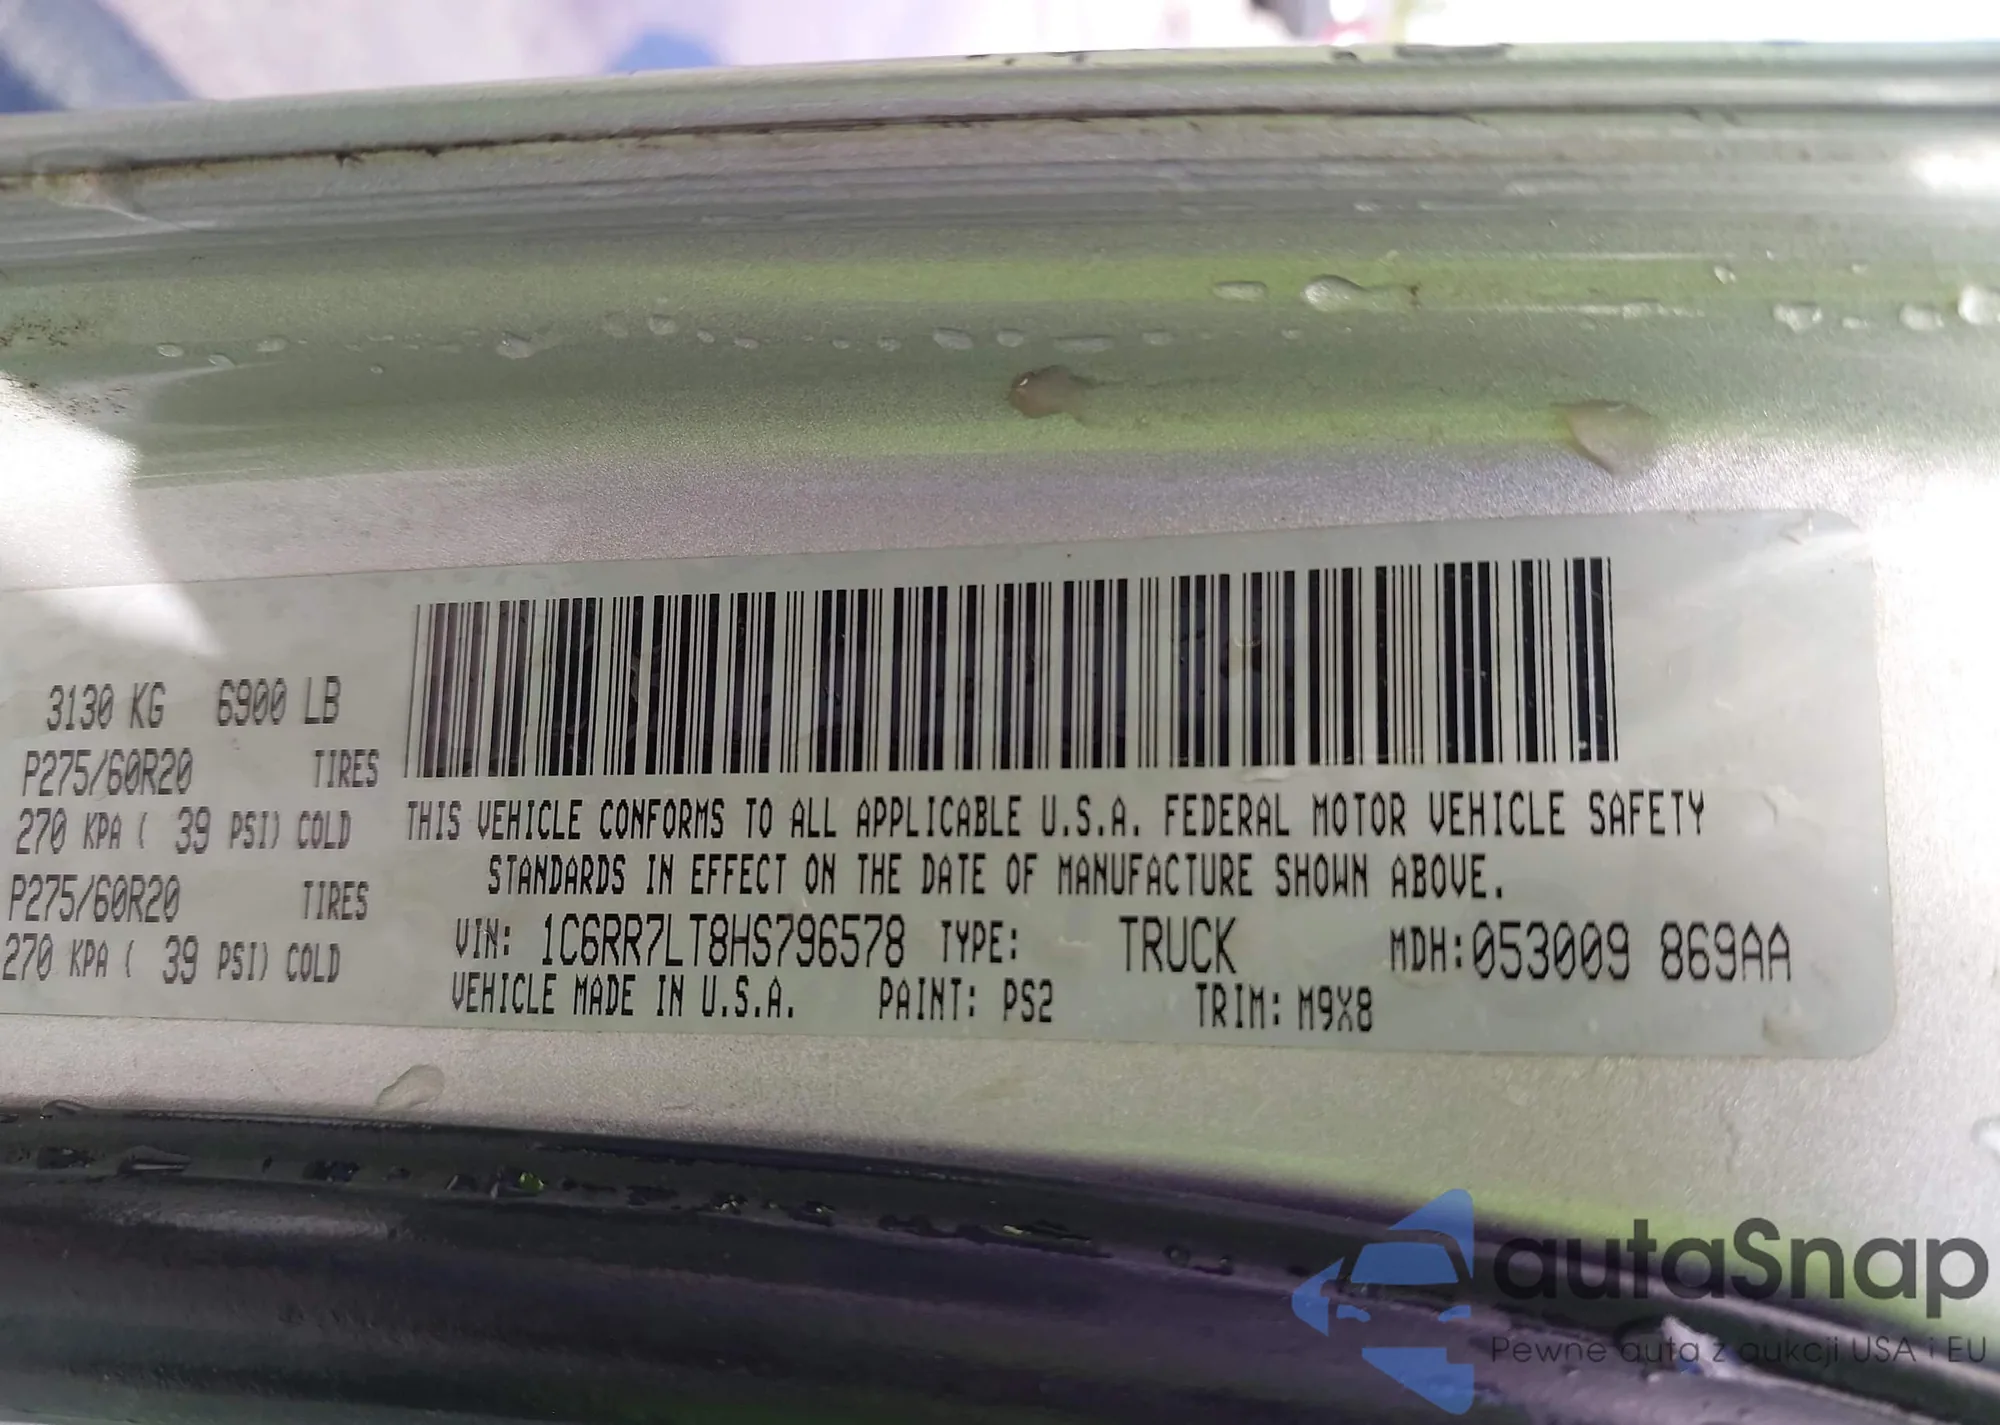 3130 KG 6900 LB
P275/60R20 TIRES
270 KPA ( 39 PSI) COLD
P275/60R20 TIRES
270 KPA ( 39 PSI) COLD
THIS VEHICLE CONFORMS TO ALL APPLICABLE U.S.A. FEDERAL MOTOR VEHICLE SAFETY
STANDARDS IN EFFECT ON THE DATE OF MANUFACTURE SHOWN ABOVE.
VIN: 1C6RR7LT8HS796578 TYPE: TRUCK MDH:053009 869AA
VEHICLE MADE IN U.S.A. PAINT: PS2 TRIM: M9X8
autaSnap
Pewne auta z aukcji USA i EU